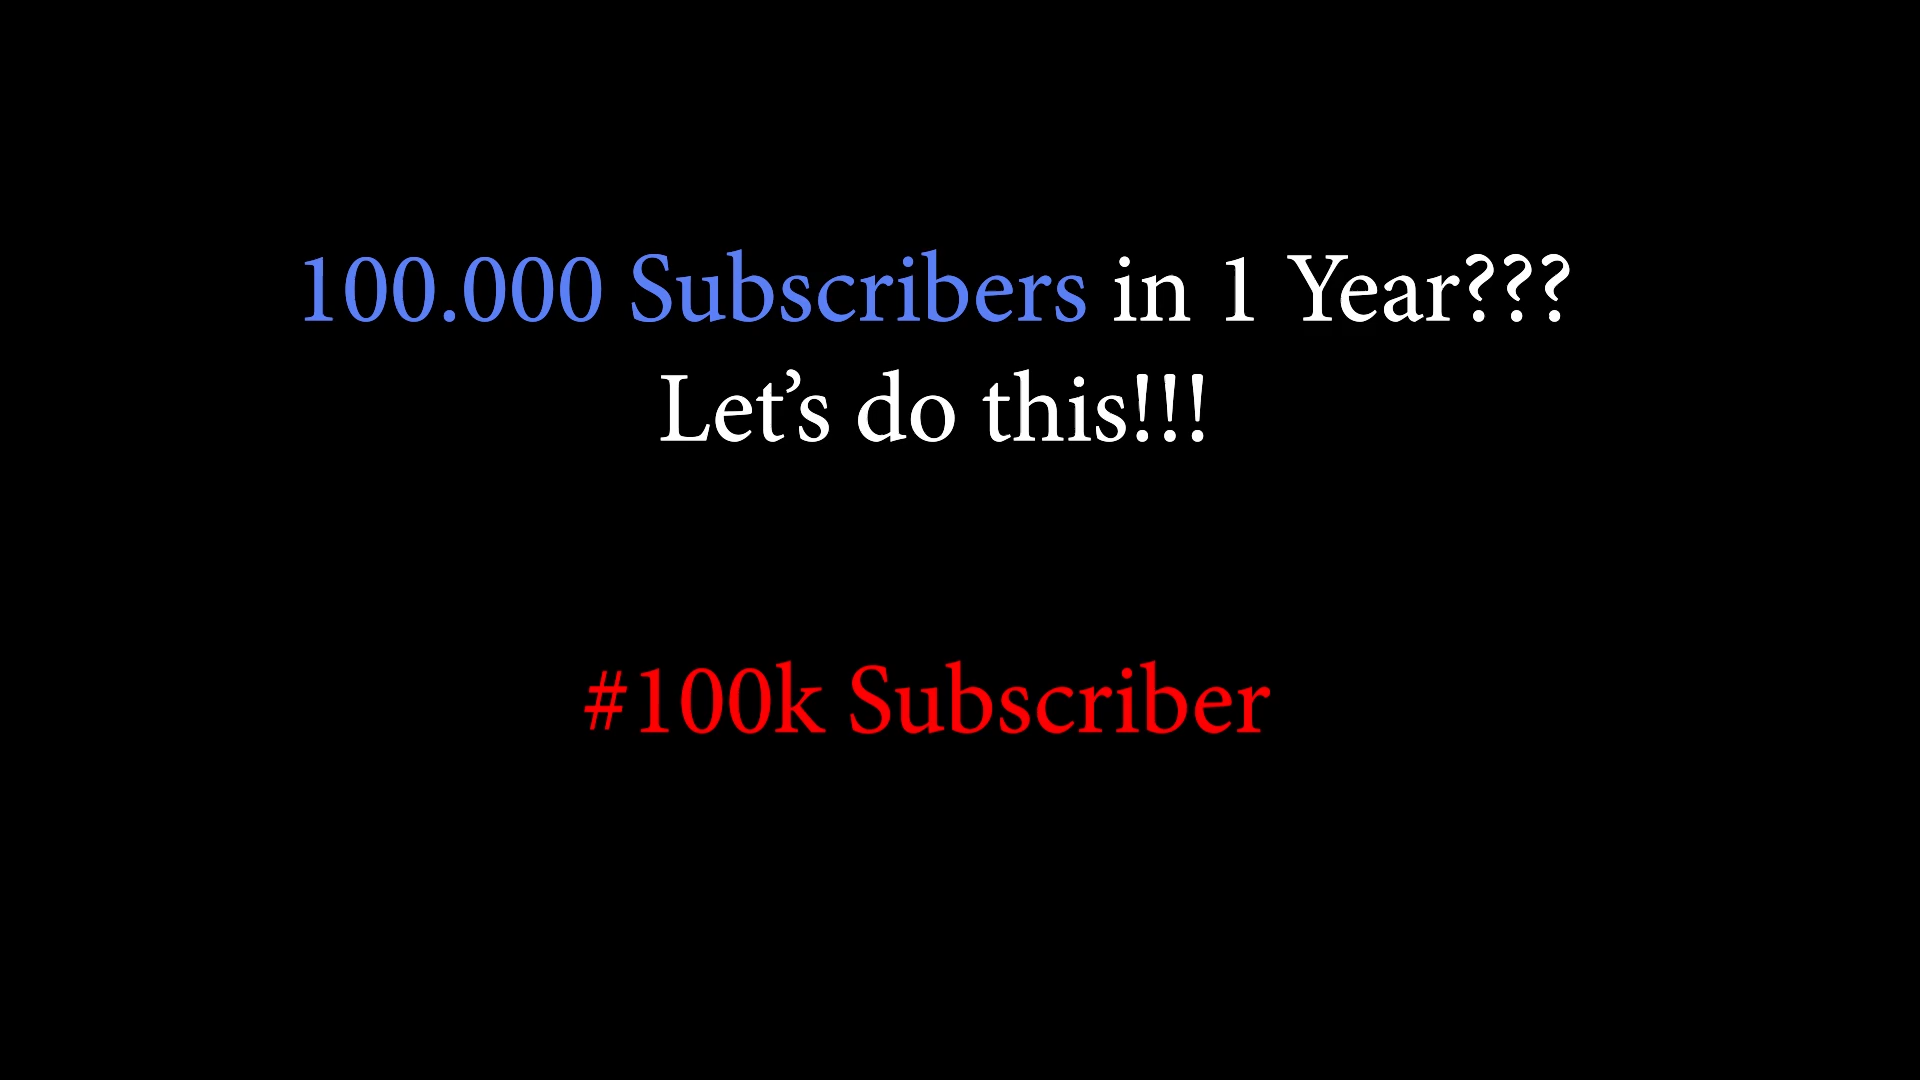 100.000 Subscribers in 1 Year???
Let’s do this!!!
#100k Subscriber